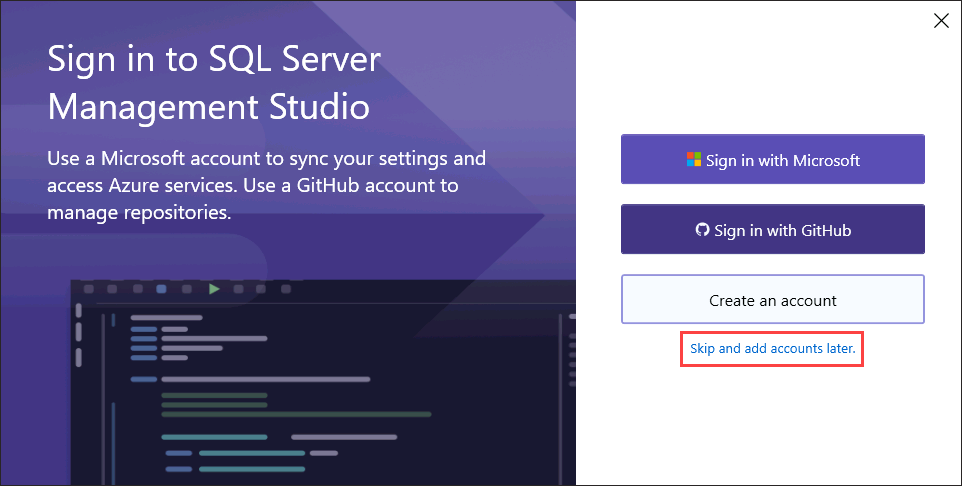 Sign in to SQL Server
Management Studio
Use a Microsoft account to sync your settings and
access Azure services. Use a GitHub account to
manage repositories.
Sign in with Microsoft
Sign in with GitHub
Create an account
Skip and add accounts later.